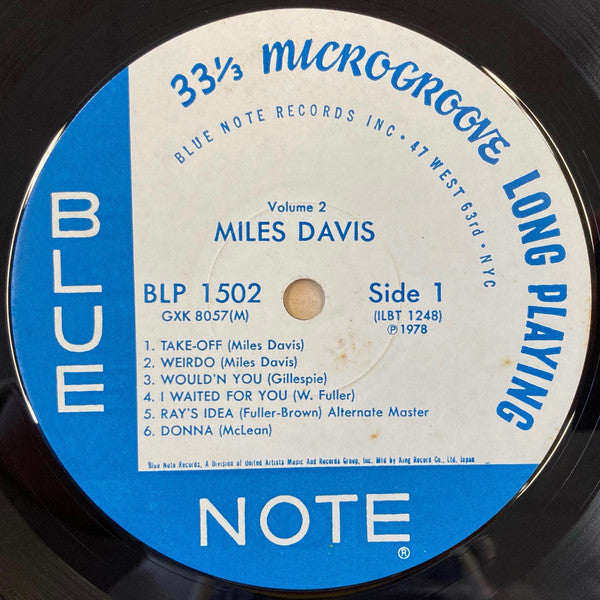 33⅓ MICROGROOVE LONG PLAYING
BLUE NOTE RECORDS INC • 47 WEST 63rd • NYC
Volume 2
MILES DAVIS
BLP 1502 Side 1
GXK 8057(M) (ILBT 1248)
℗ 1978
1. TAKE-OFF (Miles Davis)
2. WEIRDO (Miles Davis)
3. WOULD'N YOU (Gillespie)
4. I WAITED FOR YOU (W. Fuller)
5. RAY'S IDEA (Fuller-Brown) Alternate Master
6. DONNA (McLean)
Blue Note Records, A Division of United Artists Music And Records Group, Inc. Mfd by King Record Co., Ltd. Japan
BLUE
NOTE®